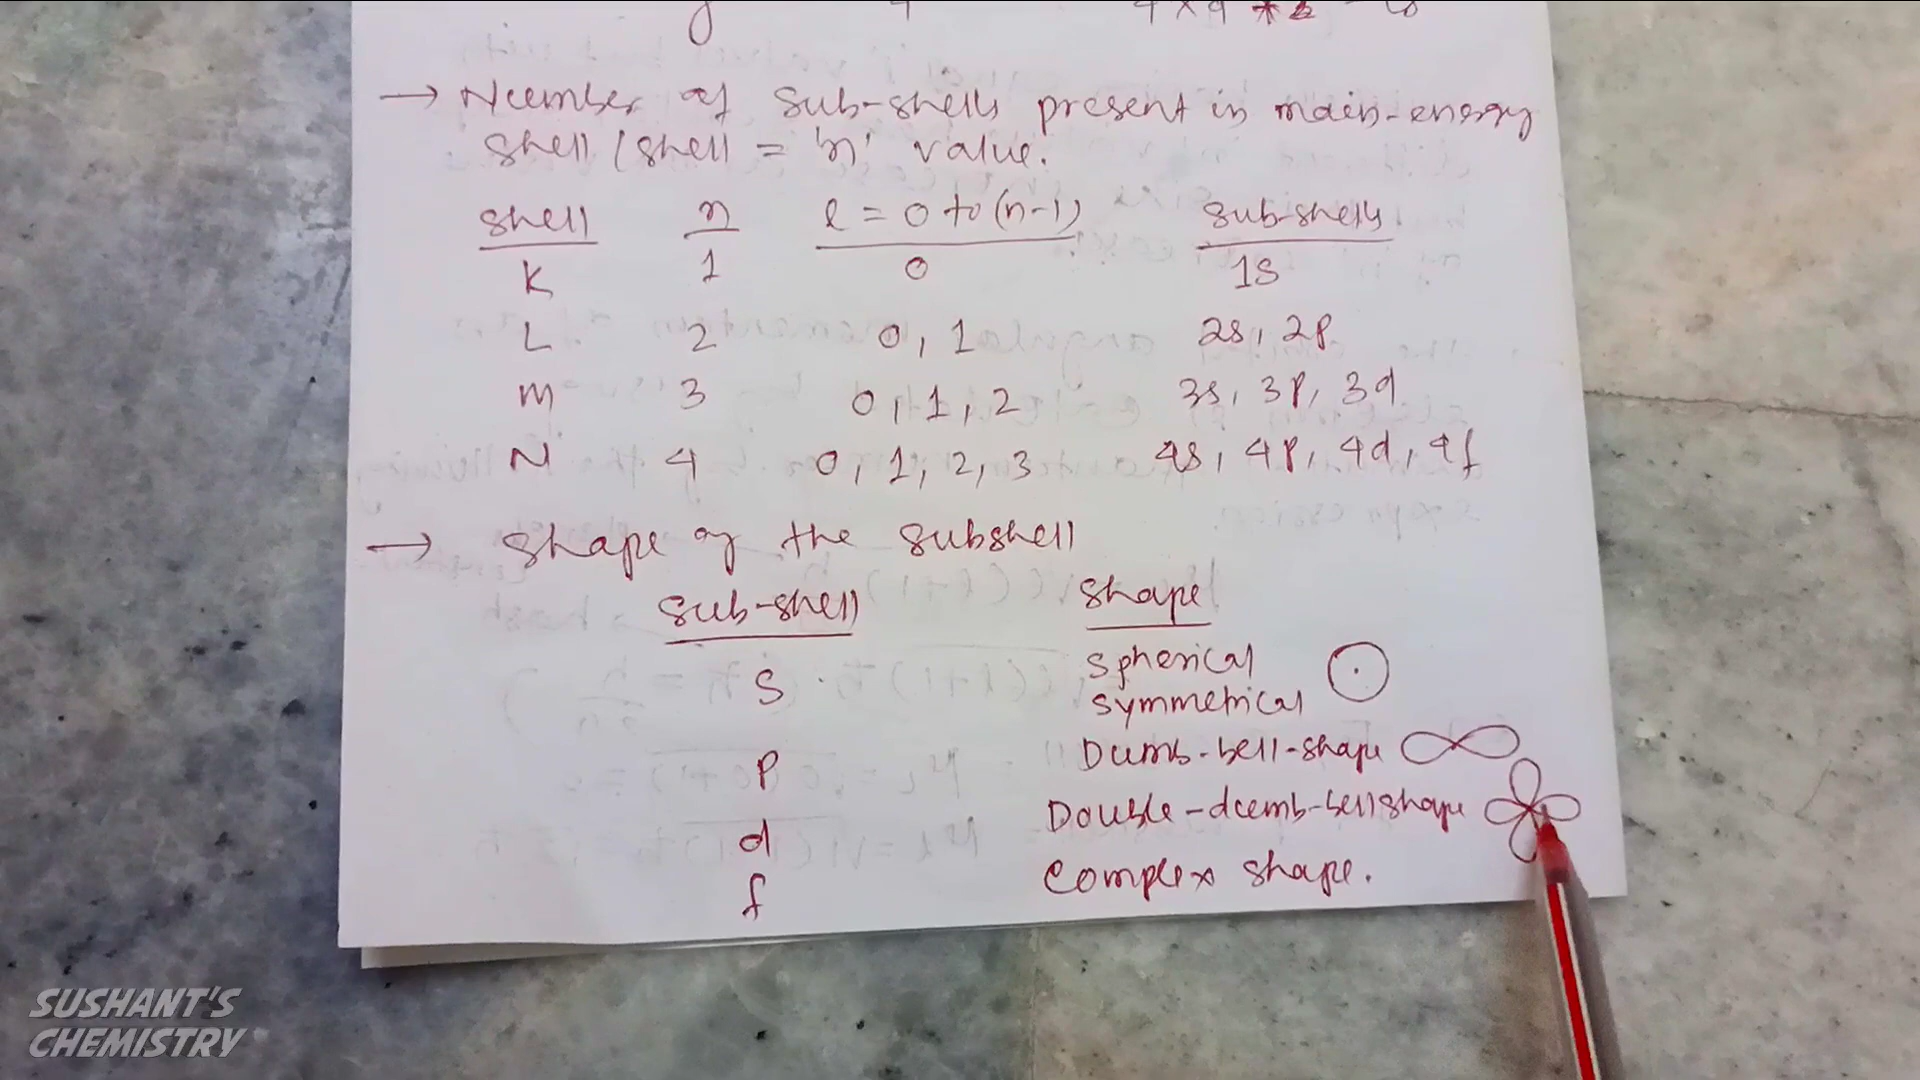 → Number of sub-shells present in main-energy
shell / shell = 'n' value.
shell n l = 0 to (n-1) sub-shells
K 1 0 1s
L 2 0, 1 2s, 2p
M 3 0, 1, 2 3s, 3p, 3d
N 4 0, 1, 2, 3 4s, 4p, 4d, 4f
→ Shape of the subshell
Sub-shell Shape
S Spherical
symmetrical
P Dumb-bell-shape
d Double-dumb-bell shape
f Complex shape.
SUSHANT'S
CHEMISTRY